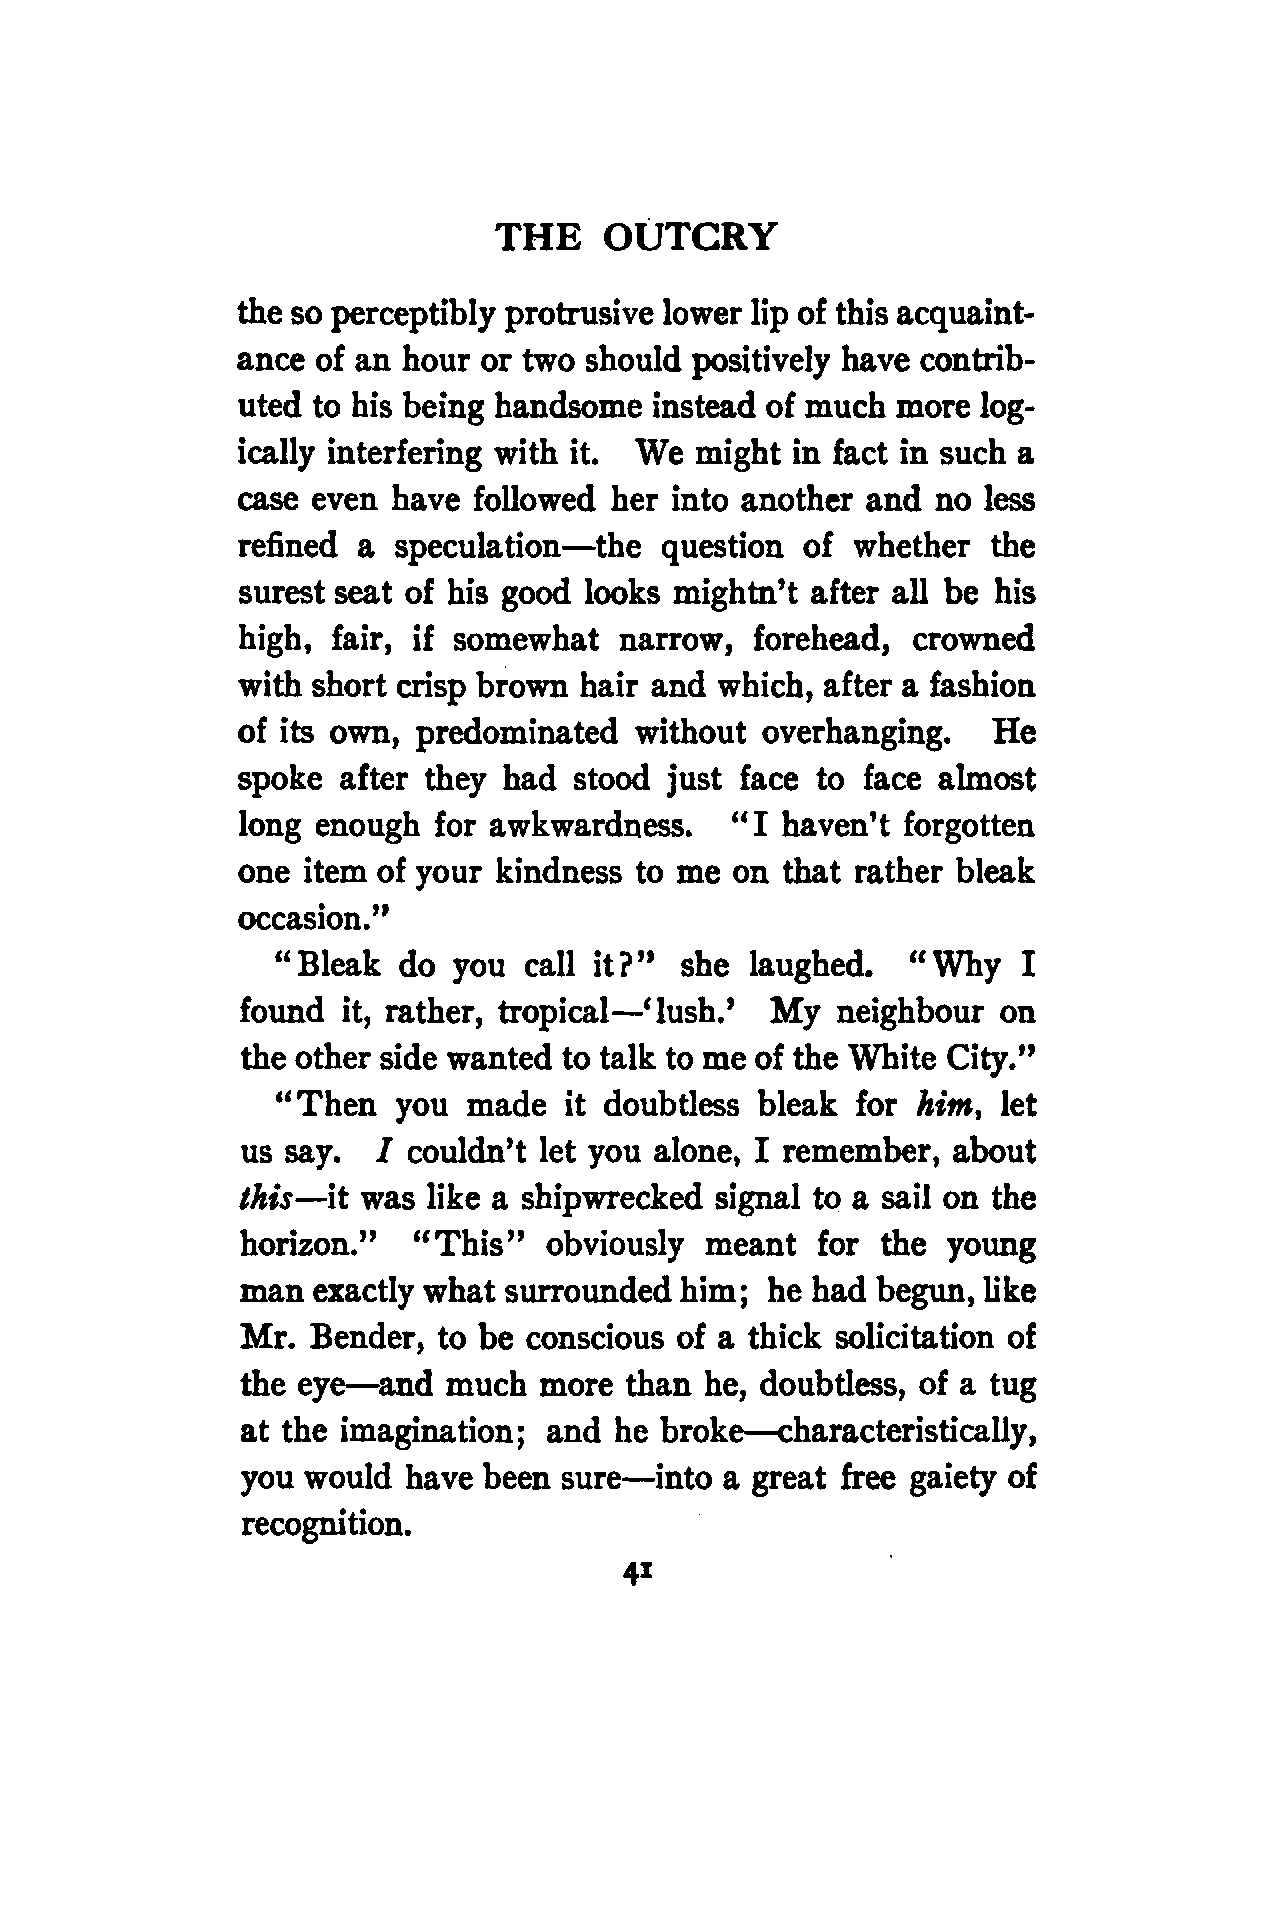 THE OUTCRY
the so perceptibly protrusive lower lip of this acquaint-
ance of an hour or two should positively have contrib-
uted to his being handsome instead of much more log-
ically interfering with it. We might in fact in such a
case even have followed her into another and no less
refined a speculation—the question of whether the
surest seat of his good looks mightn't after all be his
high, fair, if somewhat narrow, forehead, crowned
with short crisp brown hair and which, after a fashion
of its own, predominated without overhanging. He
spoke after they had stood just face to face almost
long enough for awkwardness. “I haven't forgotten
one item of your kindness to me on that rather bleak
occasion.”
“Bleak do you call it?” she laughed. “Why I
found it, rather, tropical—‘lush.’ My neighbour on
the other side wanted to talk to me of the White City.”
“Then you made it doubtless bleak for him, let
us say. I couldn't let you alone, I remember, about
this—it was like a shipwrecked signal to a sail on the
horizon.” “This” obviously meant for the young
man exactly what surrounded him; he had begun, like
Mr. Bender, to be conscious of a thick solicitation of
the eye—and much more than he, doubtless, of a tug
at the imagination; and he broke—characteristically,
you would have been sure—into a great free gaiety of
recognition.
41